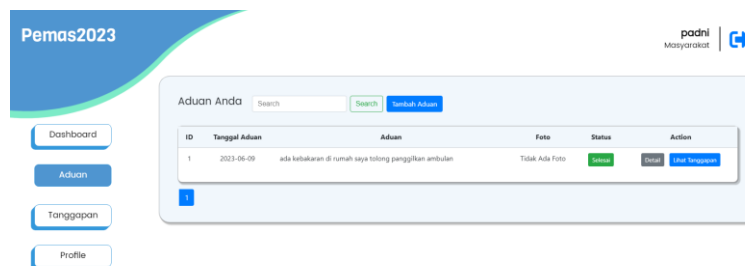 Pemas2023
padni
Masyarakat
Dashboard
Aduan
Tanggapan
Profile
Aduan Anda Search Search Tambah Aduan
ID Tanggal Aduan Aduan Foto Status Action
1 2023-06-09 ada kebakaran di rumah saya tolong panggilkan ambulan Tidak Ada Foto Selesai Detail Lihat Tanggapan
1